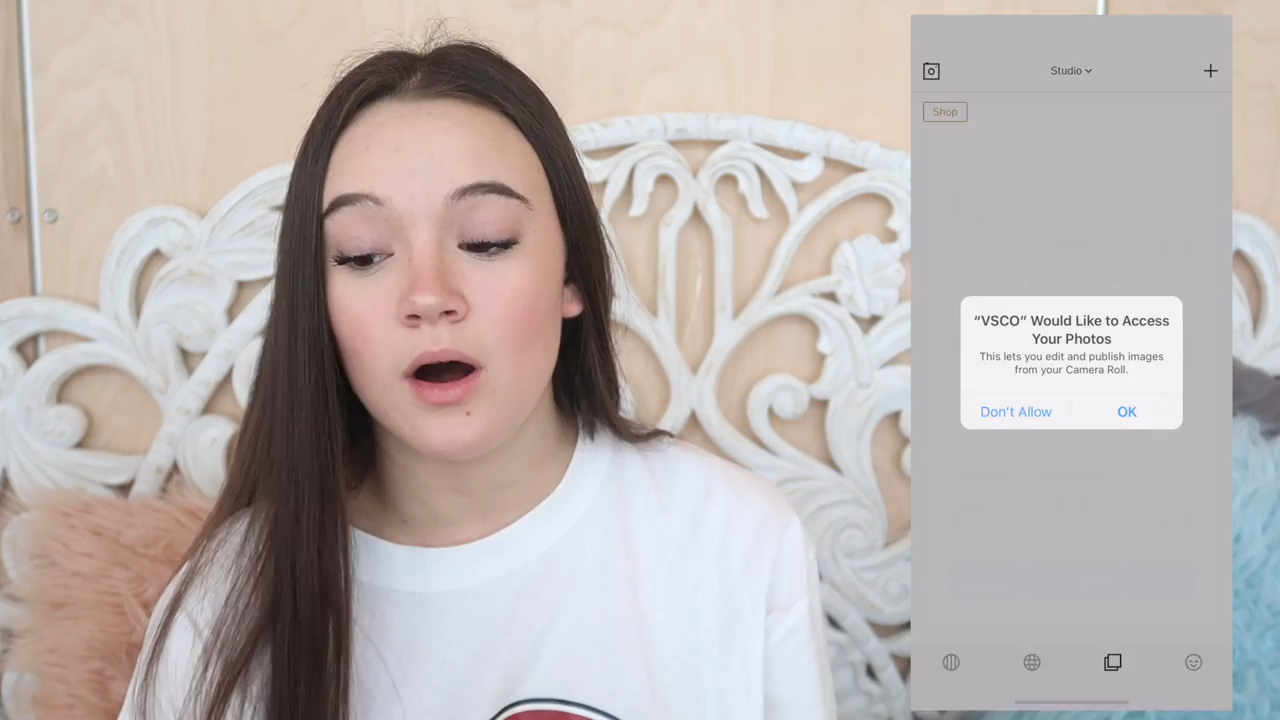 Studio
Shop
“VSCO” Would Like to Access
Your Photos
This lets you edit and publish images
from your Camera Roll.
Don’t Allow
OK